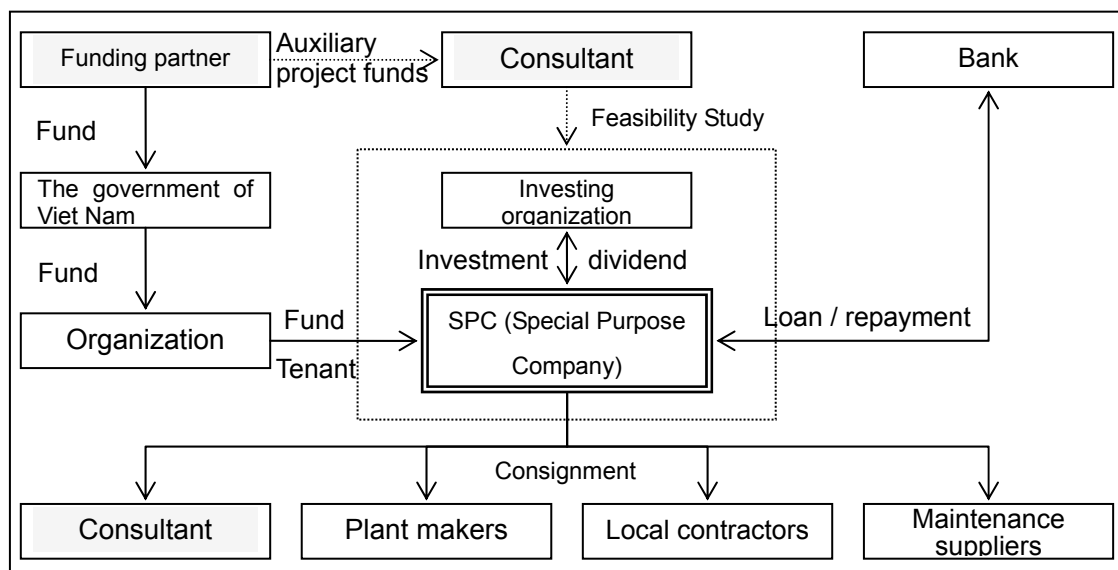 Funding partner
Auxiliary
project funds
Consultant
Bank
Fund
Feasibility Study
The government of
Viet Nam
Investing
organization
Fund
Investment
dividend
Organization
Fund
Tenant
SPC (Special Purpose
Company)
Loan / repayment
Consignment
Consultant
Plant makers
Local contractors
Maintenance
suppliers